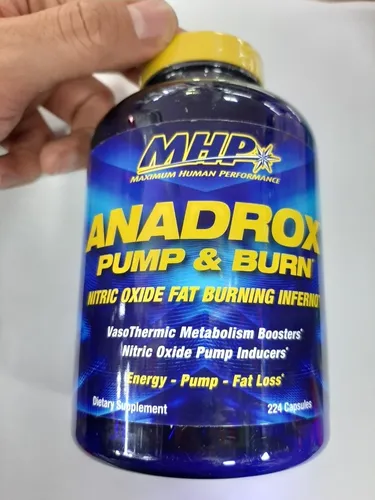 MHP
MAXIMUM HUMAN PERFORMANCE
ANADROX
PUMP & BURN*
NITRIC OXIDE FAT BURNING INFERNO*
VasoThermic Metabolism Boosters*
Nitric Oxide Pump Inducers*
Energy - Pump - Fat Loss*
Dietary Supplement 224 Capsules